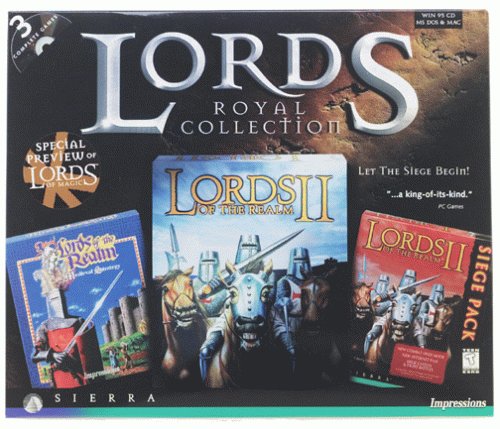 3
COMPLETE GAMES
WIN 95 CD
MS DOS & MAC
LORDS
ROYAL
COLLECTION
SPECIAL
PREVIEW OF
LORDS
OF MAGIC
LET THE SIEGE BEGIN!
"...a king-of-its-kind."
PC Games
LORDS II
OF THE REALM
Lords of the
Realm
Medieval Strategy
Impressions
LORDS II
OF THE REALM
SIEGE PACK
SIERRA
Impressions